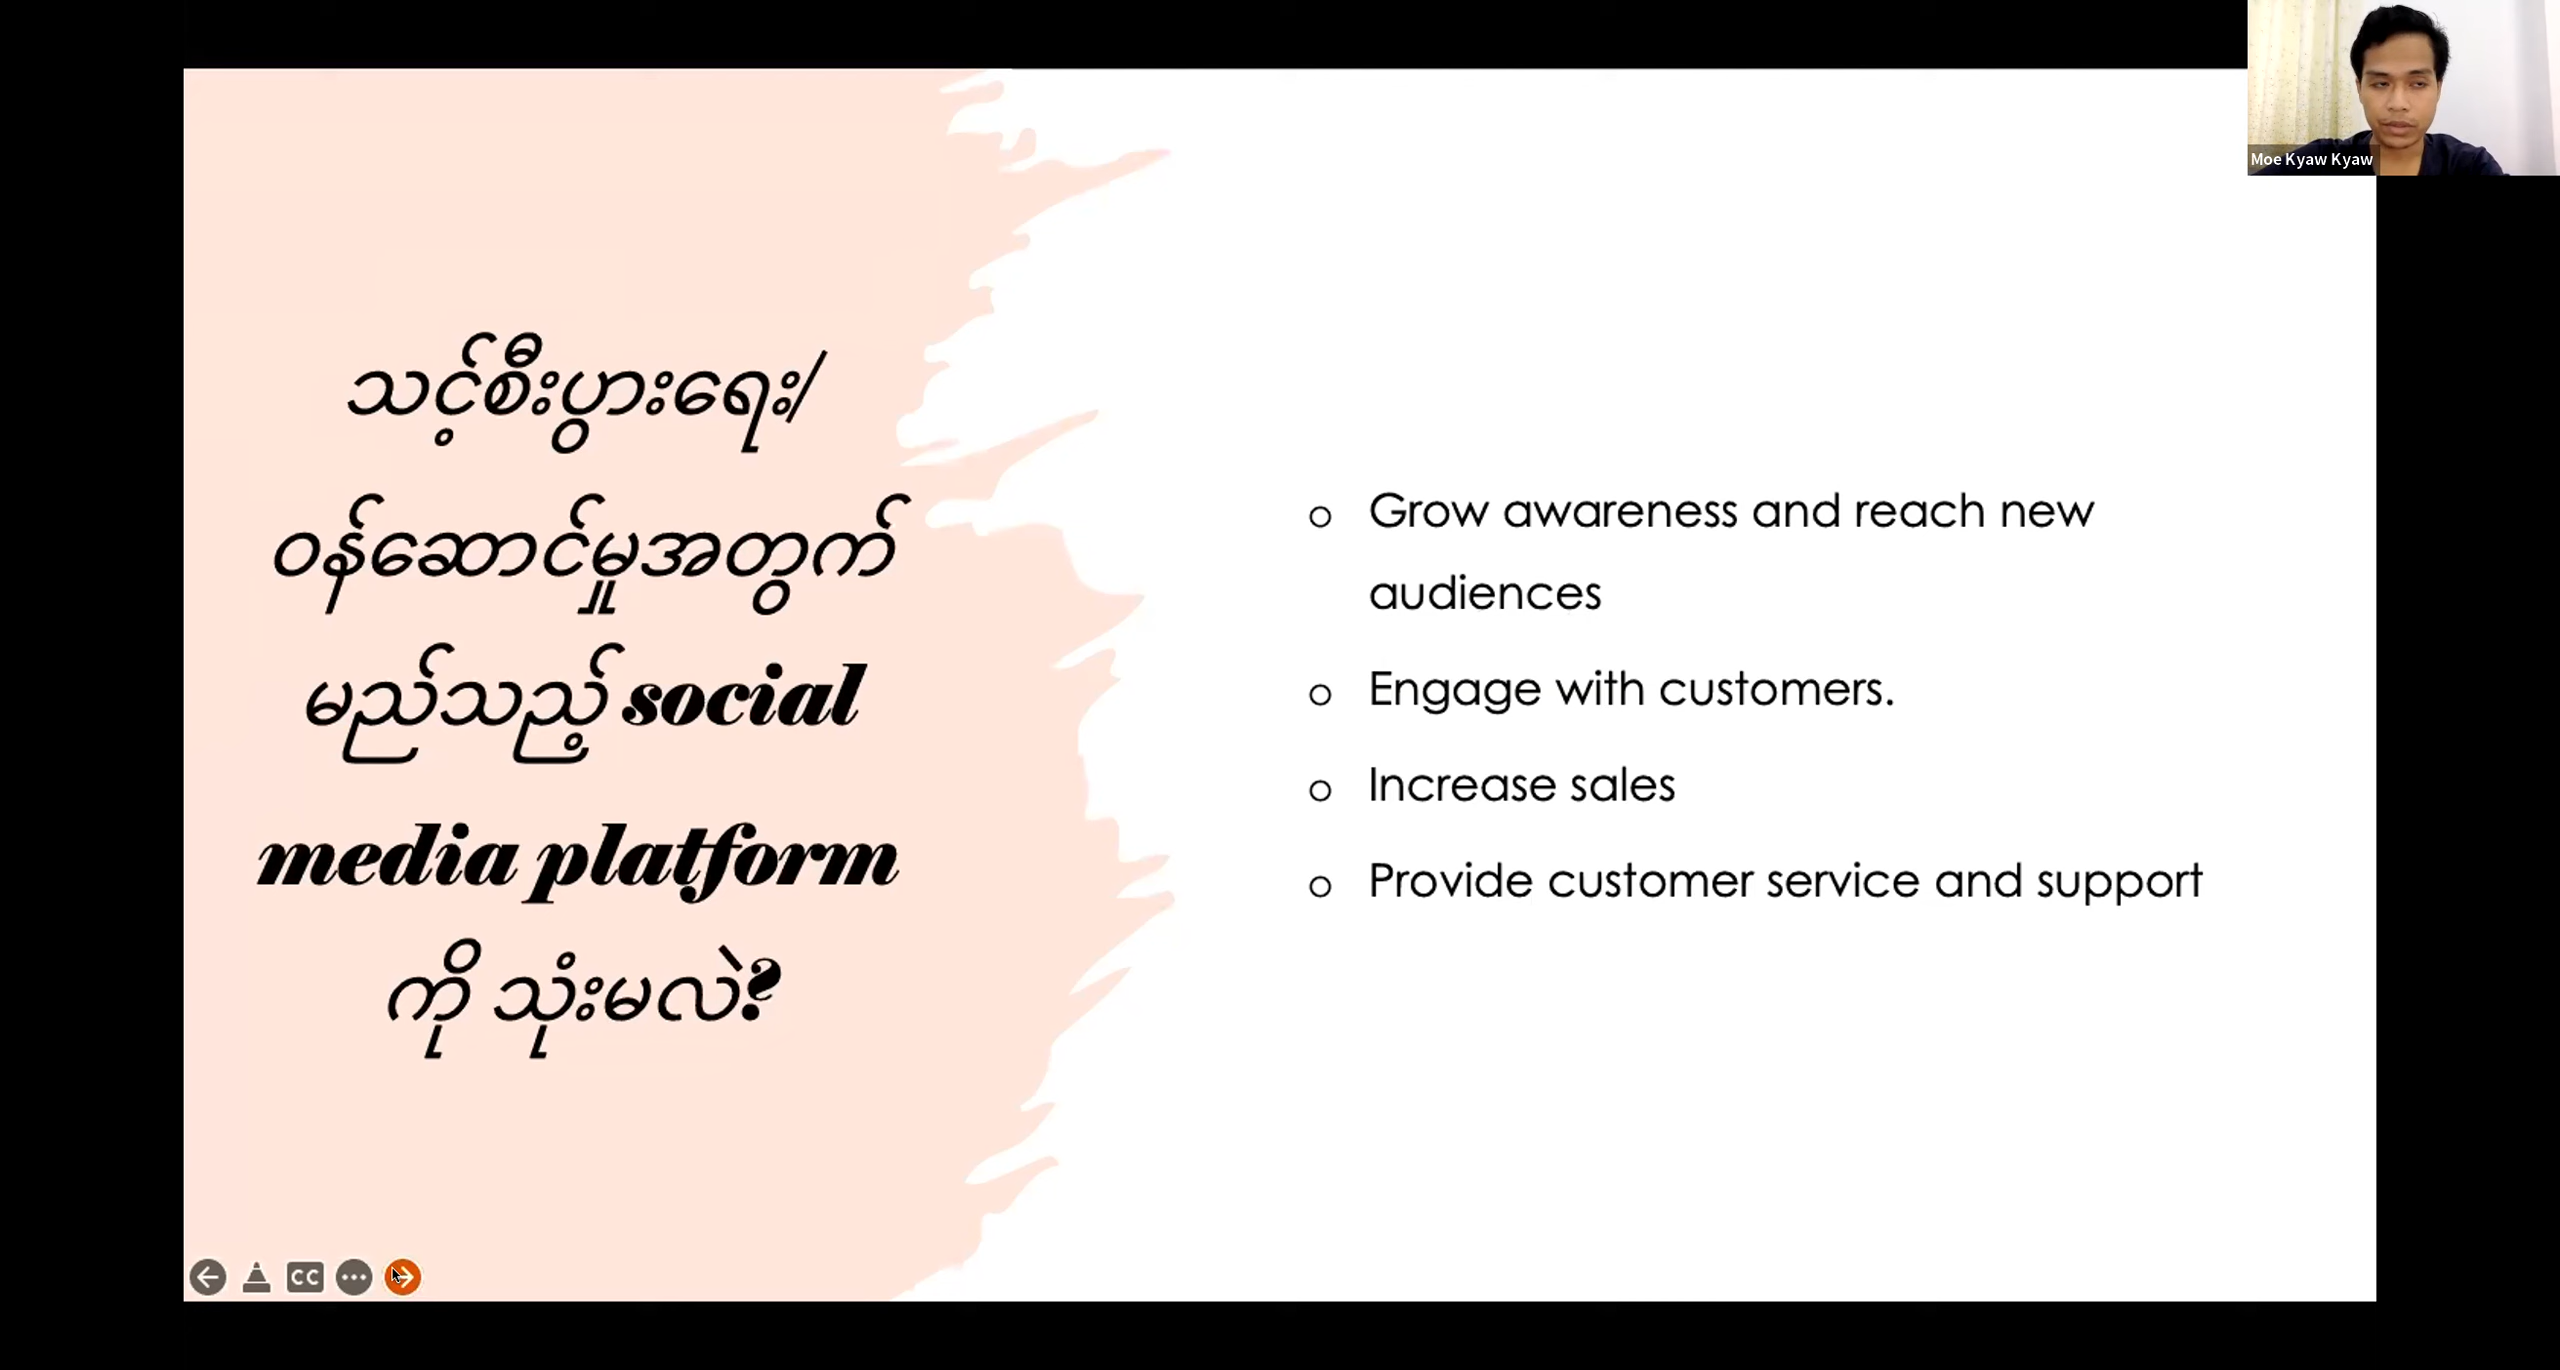 သင့်စီးပွားရေး/
ဝန်ဆောင်မှုအတွက်
မည်သည့် social
media platform
ကို သုံးမလဲ?
Grow awareness and reach new
audiences
Engage with customers.
Increase sales
Provide customer service and support
Moe Kyaw Kyaw
CC